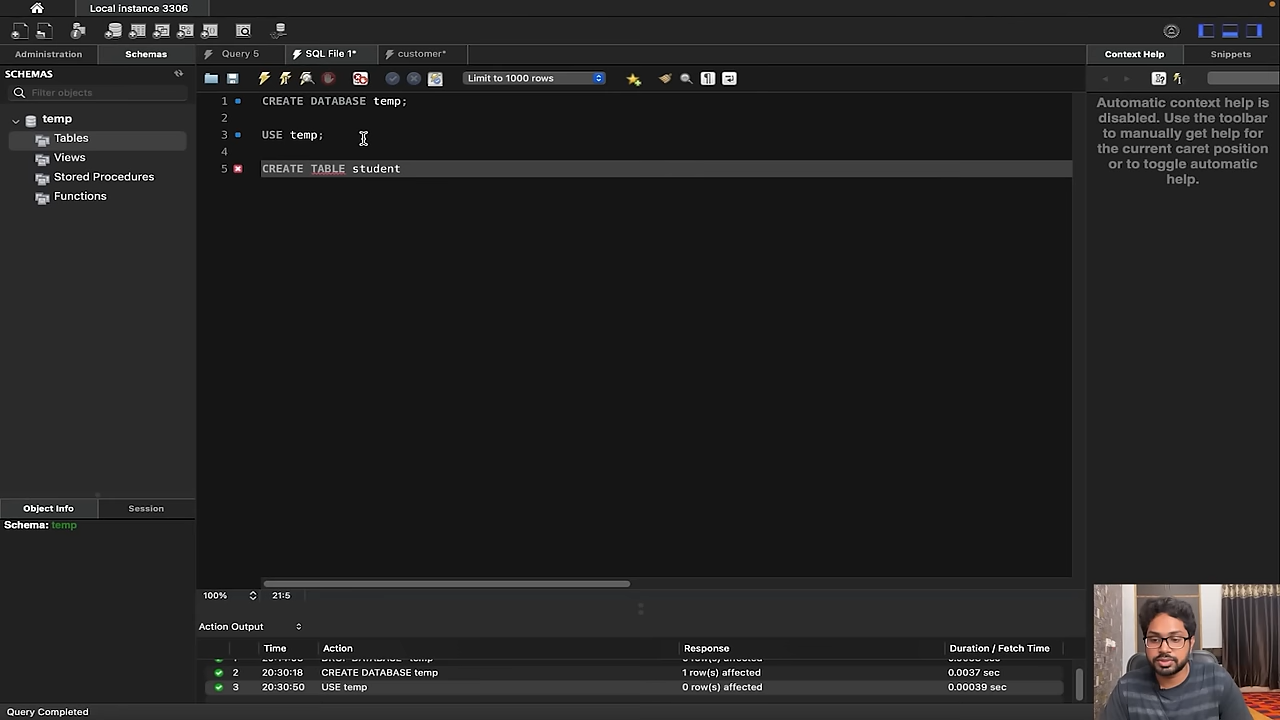 Local instance 3306
Administration
Schemas
Query 5
SQL File 1*
customer*
Context Help
Snippets
SCHEMAS
Filter objects
Limit to 1000 rows
temp
Tables
Views
Stored Procedures
Functions
1 CREATE DATABASE temp;
2
3 USE temp;
4
5 CREATE TABLE student
Automatic context help is
disabled. Use the toolbar
to manually get help for
the current caret position
or to toggle automatic
help.
Object Info
Session
Schema: temp
100%
21:5
Action Output
Time Action Response Duration / Fetch Time
2 20:30:18 CREATE DATABASE temp 1 row(s) affected 0.0037 sec
3 20:30:50 USE temp 0 row(s) affected 0.00039 sec
Query Completed